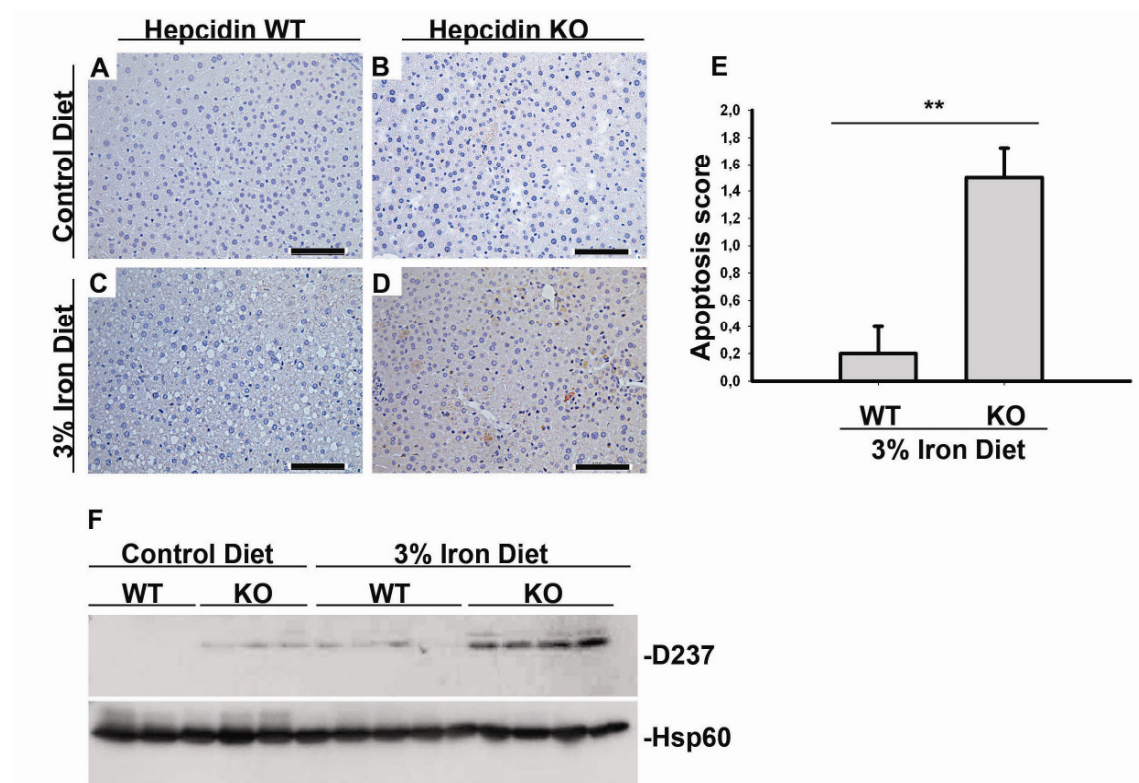 Hepcidin WT Hepcidin KO
Control Diet
3% Iron Diet
A
B
C
D
E
Apoptosis score
2,0
1,8
1,6
1,4
1,2
1,0
0,8
0,6
0,4
0,2
0,0
**
WT KO
3% Iron Diet
F
Control Diet 3% Iron Diet
WT KO WT KO
-D237
-Hsp60